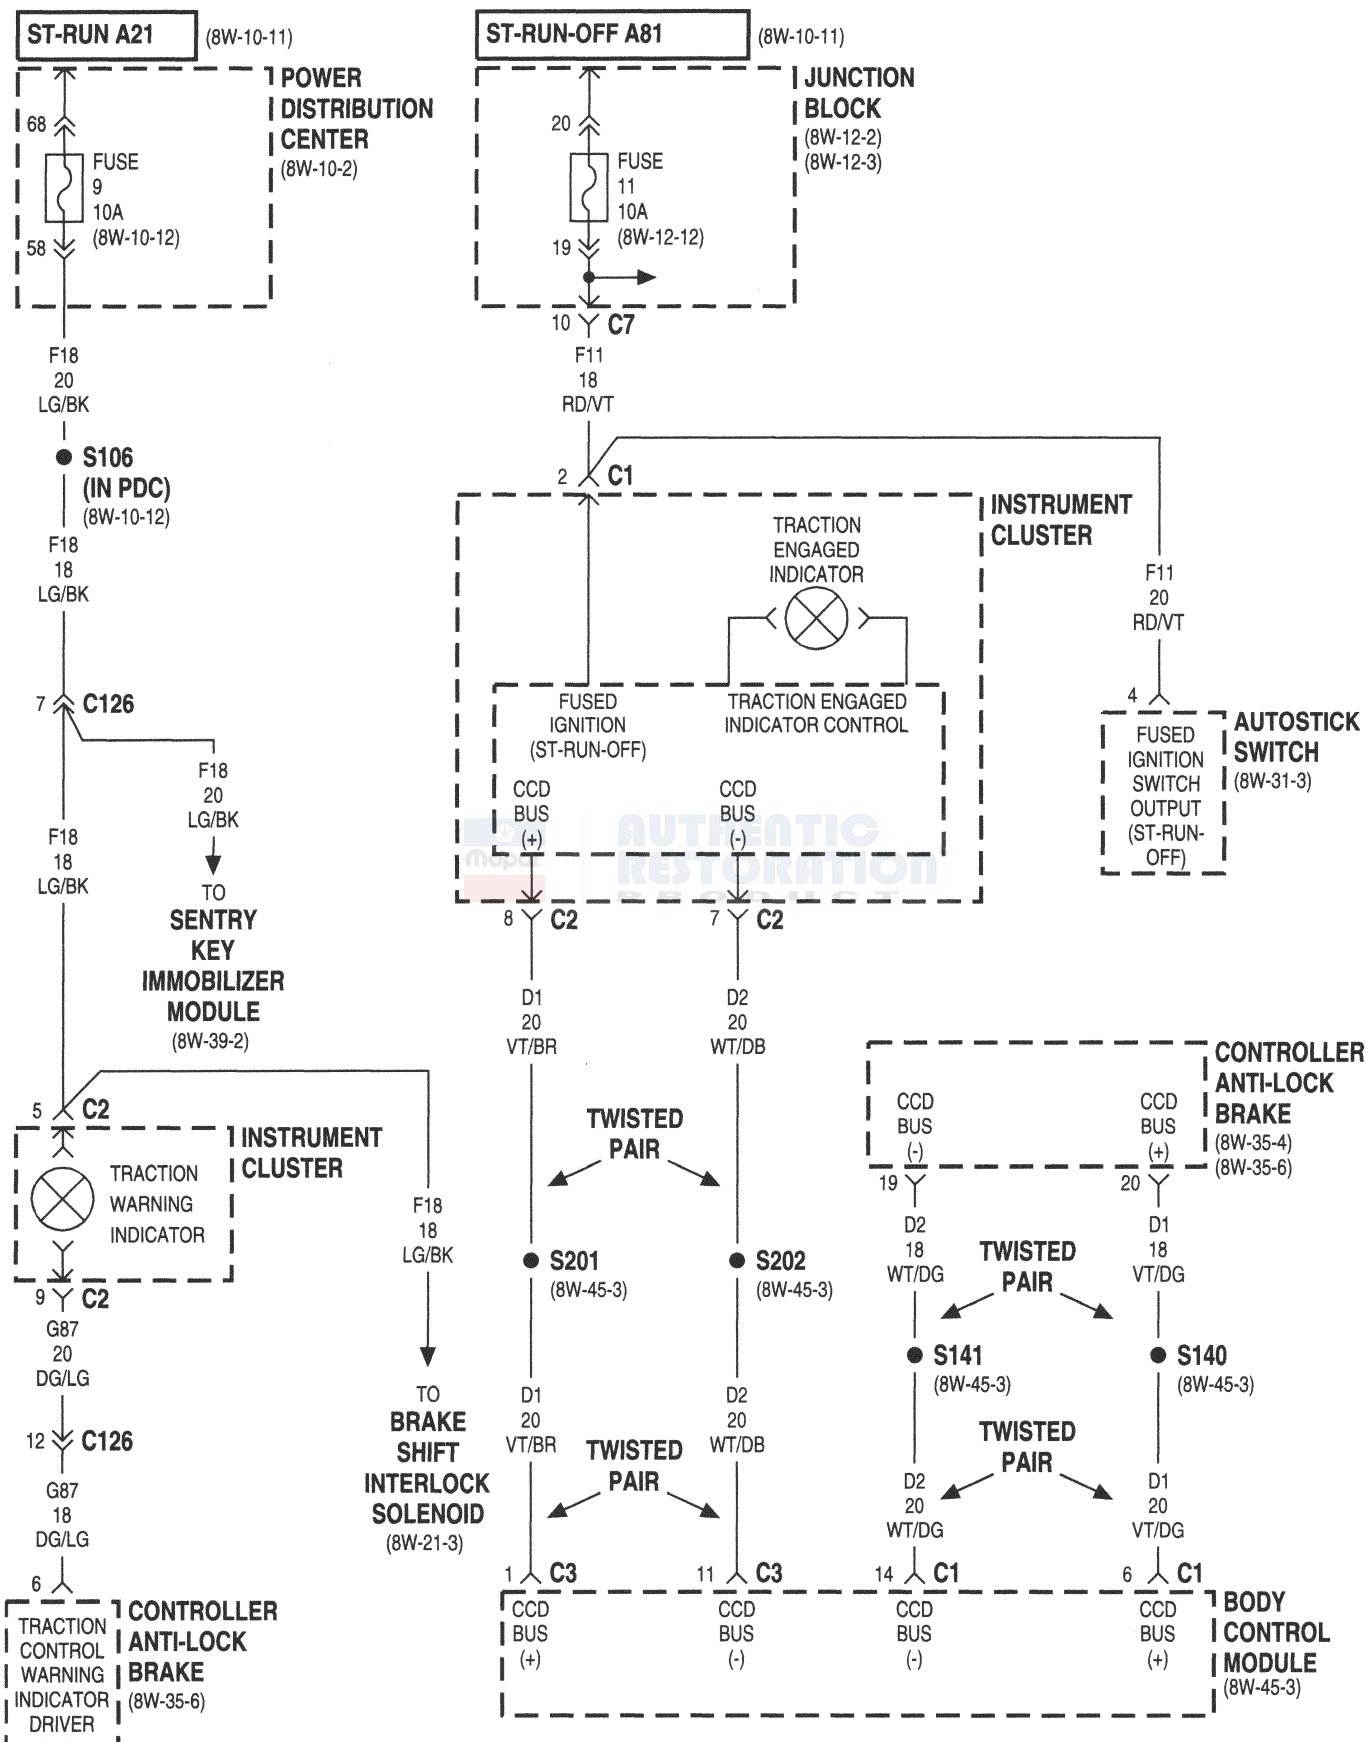 ST-RUN A21
(8W-10-11)
POWER
DISTRIBUTION
CENTER
(8W-10-2)
68
FUSE
9
10A
(8W-10-12)
58
F18
20
LG/BK
S106
(IN PDC)
(8W-10-12)
F18
18
LG/BK
7
C126
F18
20
LG/BK
TO
SENTRY
KEY
IMMOBILIZER
MODULE
(8W-39-2)
F18
18
LG/BK
5
C2
INSTRUMENT
CLUSTER
TRACTION
WARNING
INDICATOR
9
C2
G87
20
DG/LG
12
C126
G87
18
DG/LG
6
TRACTION
CONTROL
WARNING
INDICATOR
DRIVER
CONTROLLER
ANTI-LOCK
BRAKE
(8W-35-6)
F18
18
LG/BK
TO
BRAKE
SHIFT
INTERLOCK
SOLENOID
(8W-21-3)
ST-RUN-OFF A81
(8W-10-11)
JUNCTION
BLOCK
(8W-12-2)
(8W-12-3)
20
FUSE
11
10A
(8W-12-12)
19
10
C7
F11
18
RD/VT
2
C1
INSTRUMENT
CLUSTER
TRACTION
ENGAGED
INDICATOR
FUSED
IGNITION
(ST-RUN-OFF)
TRACTION ENGAGED
INDICATOR CONTROL
CCD
BUS
(+)
CCD
BUS
(-)
Mopar
AUTHENTIC
RESTORATION
PRODUCT
F11
20
RD/VT
4
FUSED
IGNITION
SWITCH
OUTPUT
(ST-RUN-
OFF)
AUTOSTICK
SWITCH
(8W-31-3)
8
C2
7
C2
D1
20
VT/BR
D2
20
WT/DB
TWISTED
PAIR
S201
(8W-45-3)
S202
(8W-45-3)
D1
20
VT/BR
D2
20
WT/DB
TWISTED
PAIR
1
C3
11
C3
CONTROLLER
ANTI-LOCK
BRAKE
(8W-35-4)
(8W-35-6)
CCD
BUS
(-)
CCD
BUS
(+)
19
20
D2
18
WT/DG
D1
18
VT/DG
TWISTED
PAIR
S141
(8W-45-3)
S140
(8W-45-3)
TWISTED
PAIR
D2
20
WT/DG
D1
20
VT/DG
14
C1
6
C1
CCD
BUS
(+)
CCD
BUS
(-)
CCD
BUS
(-)
CCD
BUS
(+)
BODY
CONTROL
MODULE
(8W-45-3)